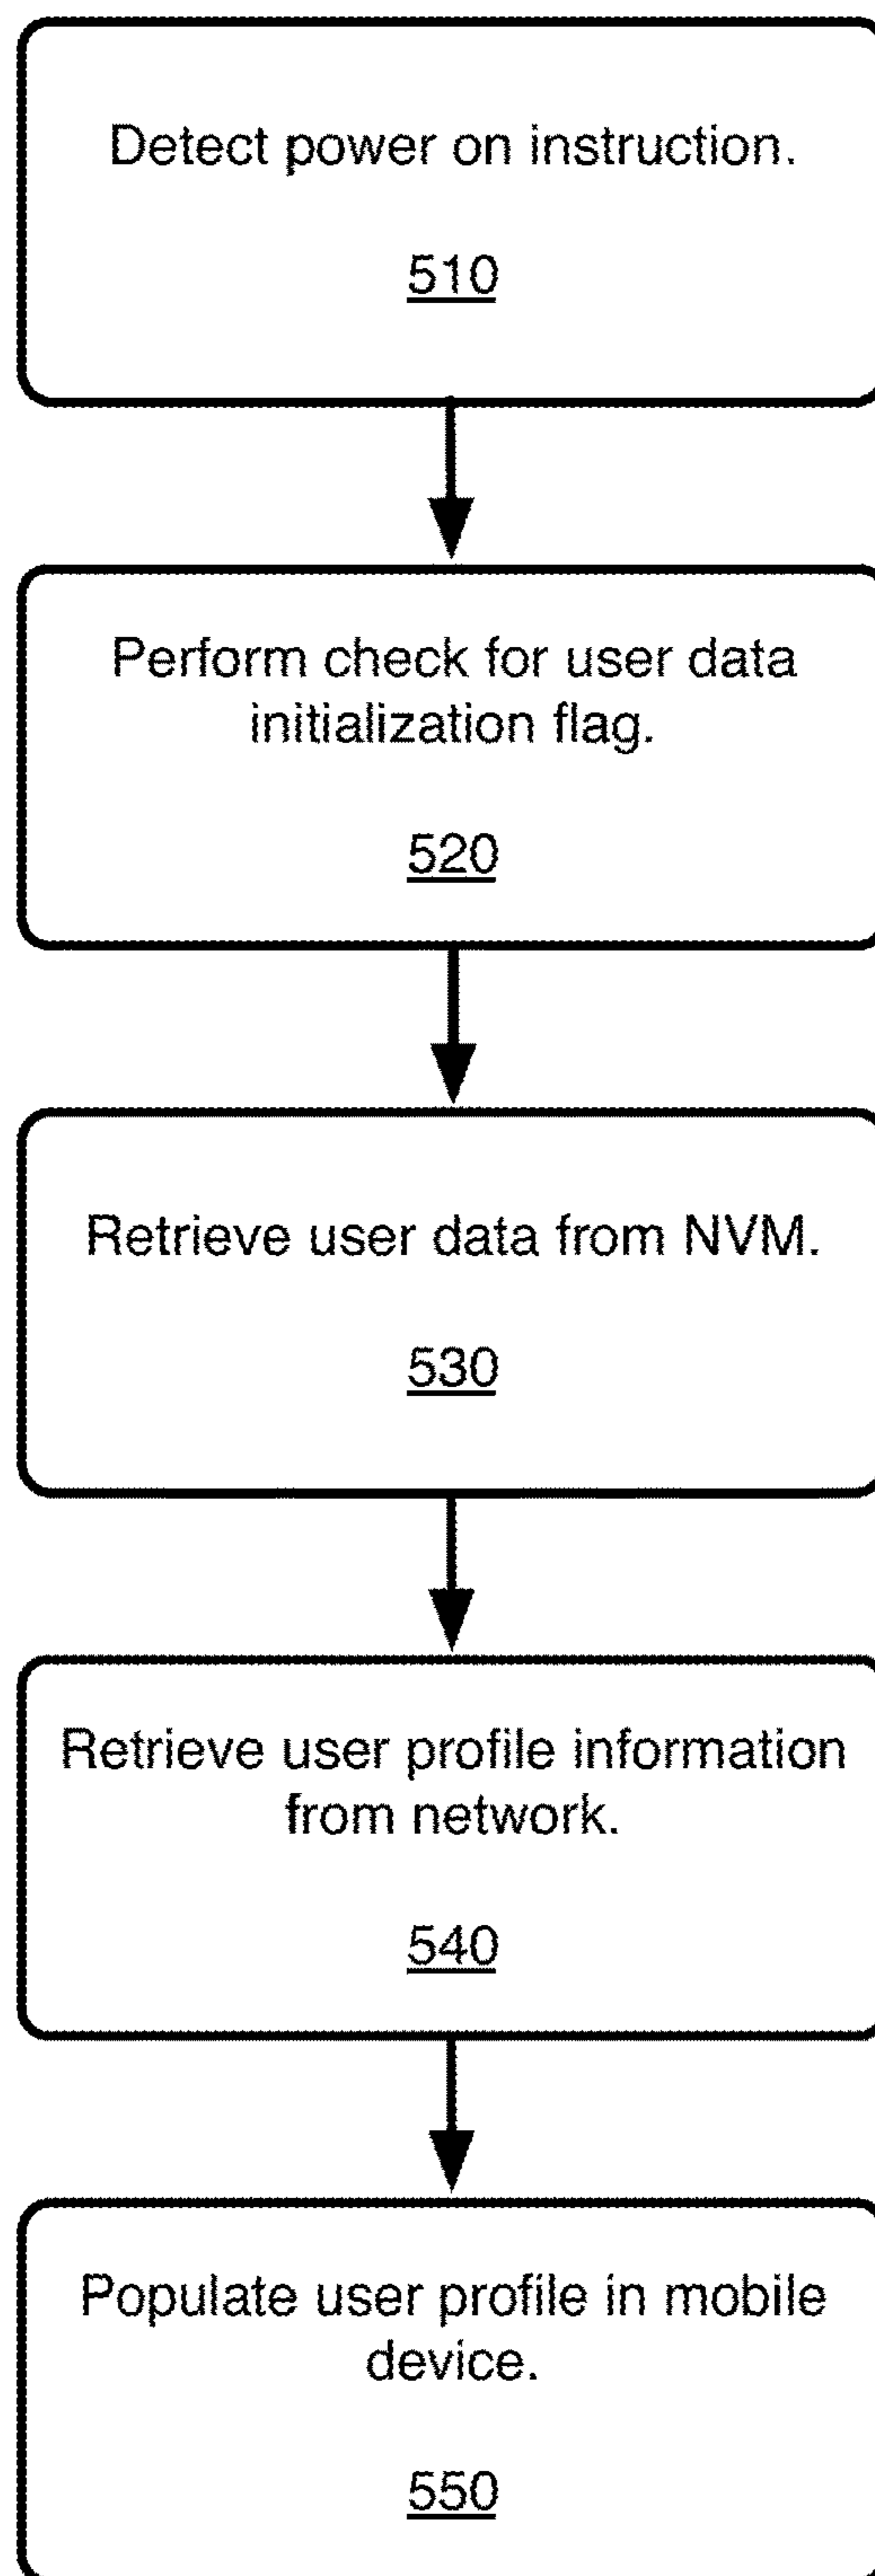 Detect power on instruction.
510
Perform check for user data
initialization flag.
520
Retrieve user data from NVM.
530
Retrieve user profile information
from network.
540
Populate user profile in mobile
device.
550